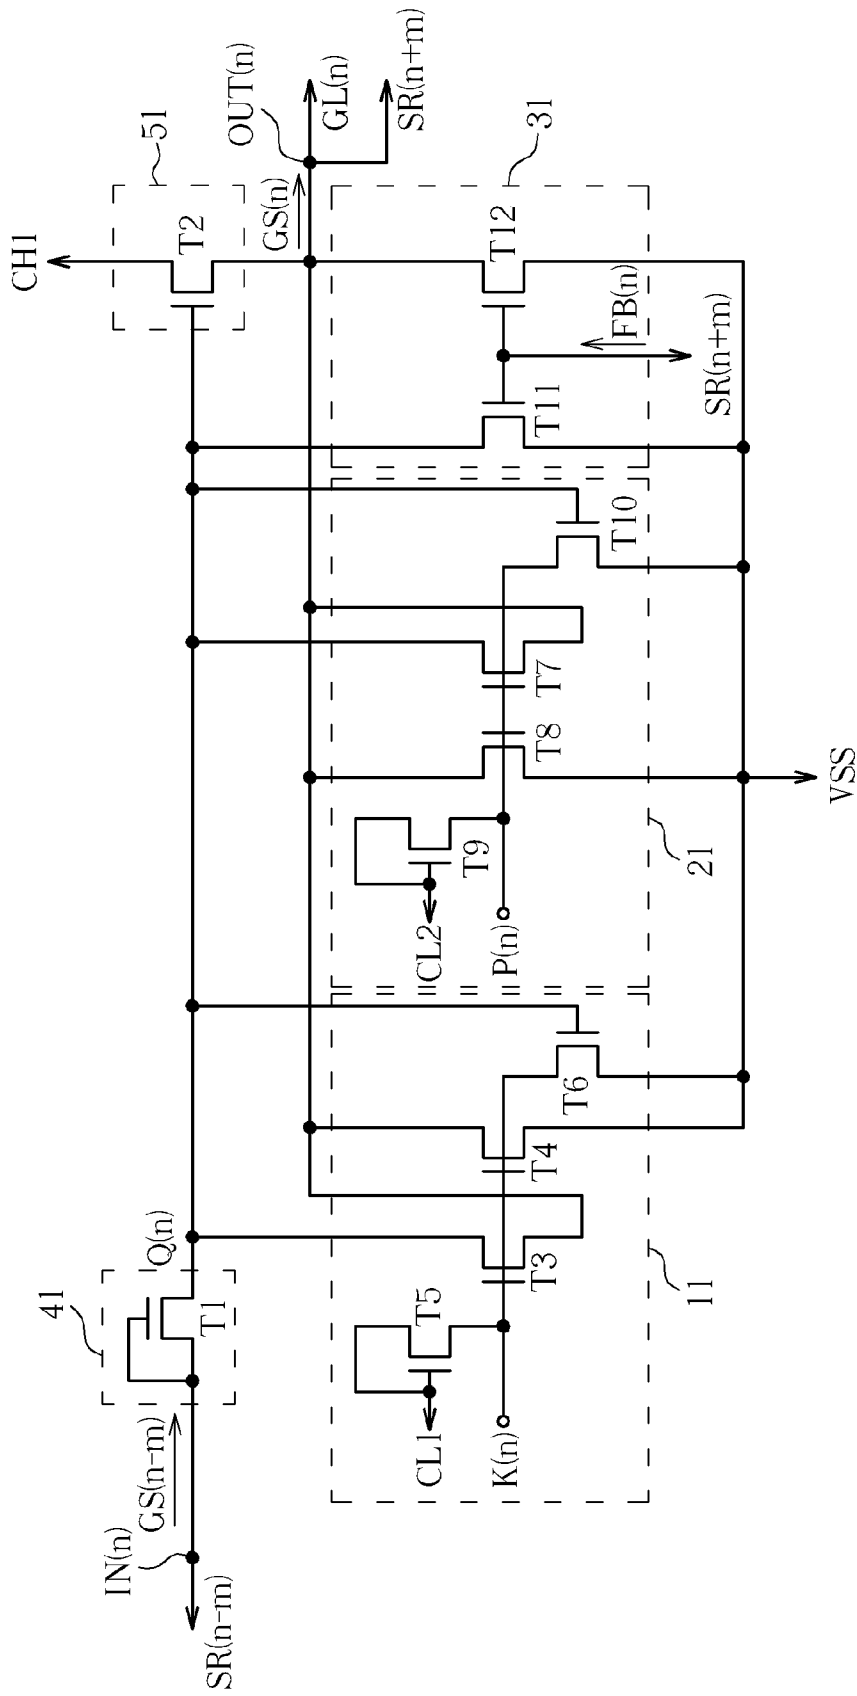 CH1
51
T2
OUT(n)
GS(n)
GL(n)
SR(n+m)
31
T12
FB(n)
SR(n+m)
T11
T10
T7
T8
T9
CL2
P(n)
21
VSS
T6
T4
T3
T5
CL1
K(n)
11
Q(n)
41
T1
GS(n-m)
IN(n)
SR(n-m)